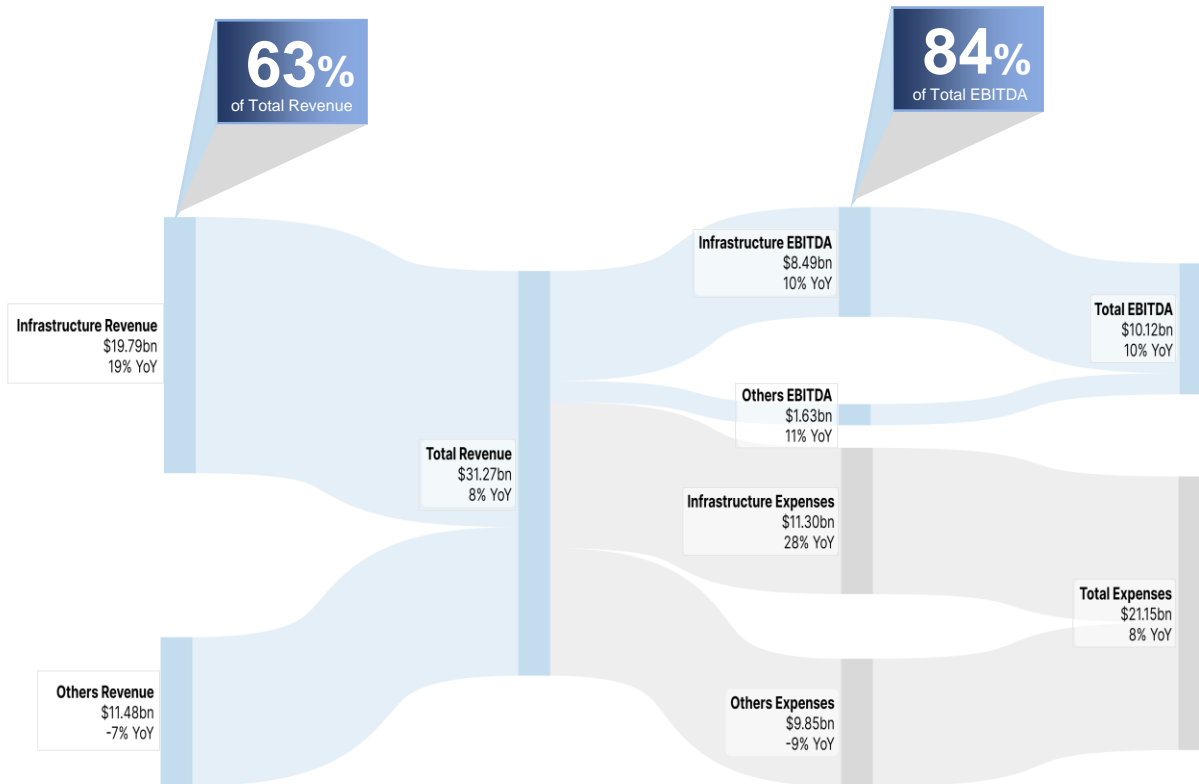 63%
of Total Revenue
84%
of Total EBITDA
Infrastructure Revenue
$19.79bn
19% YoY
Others Revenue
$11.48bn
-7% YoY
Total Revenue
$31.27bn
8% YoY
Infrastructure EBITDA
$8.49bn
10% YoY
Others EBITDA
$1.63bn
11% YoY
Infrastructure Expenses
$11.30bn
28% YoY
Others Expenses
$9.85bn
-9% YoY
Total EBITDA
$10.12bn
10% YoY
Total Expenses
$21.15bn
8% YoY